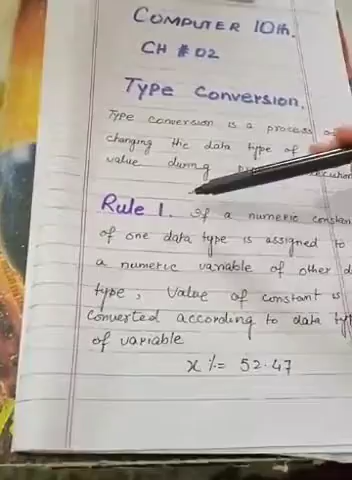 COMPUTER 10th.
CH # 02
Type Conversion.
Type Conversion is a process
changing the data type of
value during
Rule 1. If a numeric constan
of one data type is assigned to
a numeric variable of other d
type, Value of constant is
Converted according to data ty
of variable
x % = 52.47